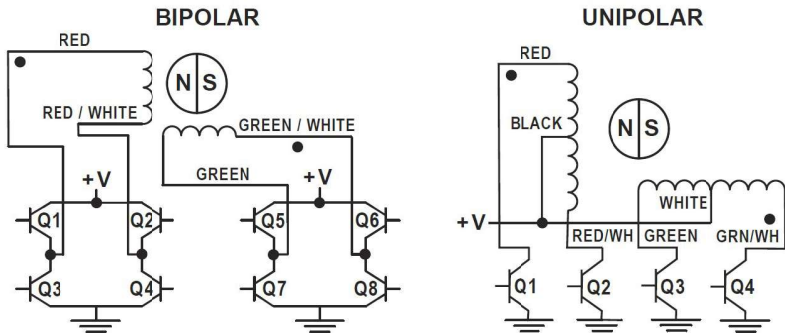 BIPOLAR
RED
N S
RED / WHITE
GREEN / WHITE
GREEN
+V
+V
Q1 Q2 Q5 Q6
Q3 Q4 Q7 Q8
UNIPOLAR
RED
BLACK
N S
WHITE
+V
RED/WH GREEN GRN/WH
Q1 Q2 Q3 Q4